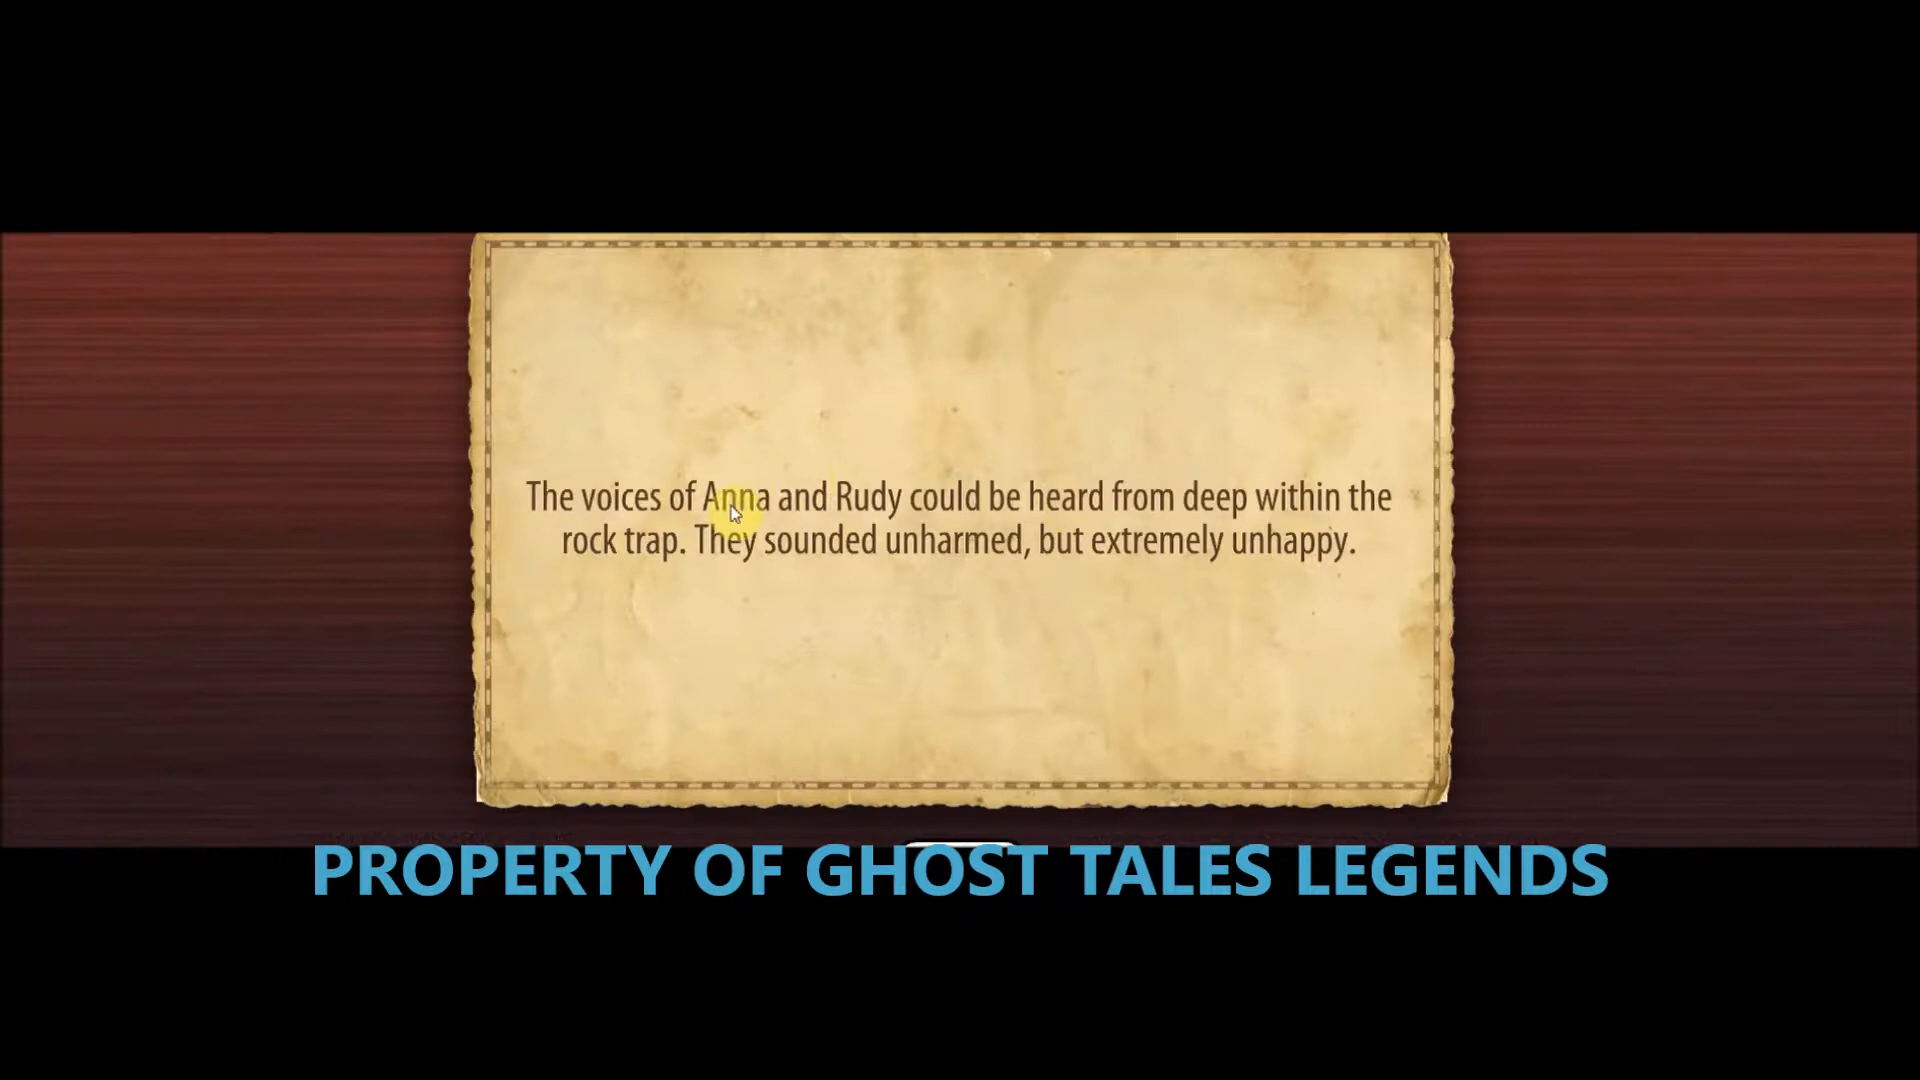 The voices of Anna and Rudy could be heard from deep within the
rock trap. They sounded unharmed, but extremely unhappy.
PROPERTY OF GHOST TALES LEGENDS